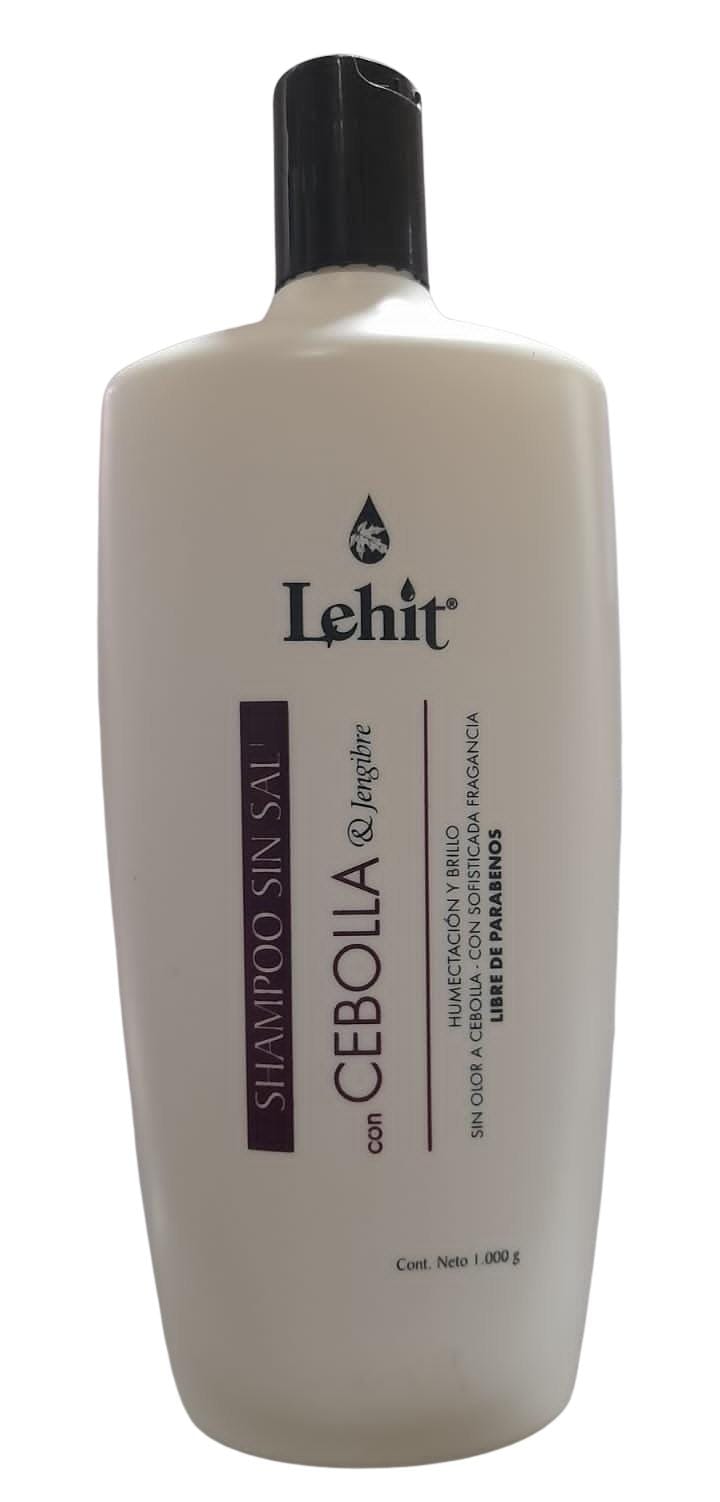 Lehit®
SHAMPOO SIN SAL¹
con CEBOLLA & Jengibre
HUMECTACIÓN Y BRILLO
SIN OLOR A CEBOLLA - CON SOFISTICADA FRAGANCIA
LIBRE DE PARABENOS
Cont. Neto 1.000 g